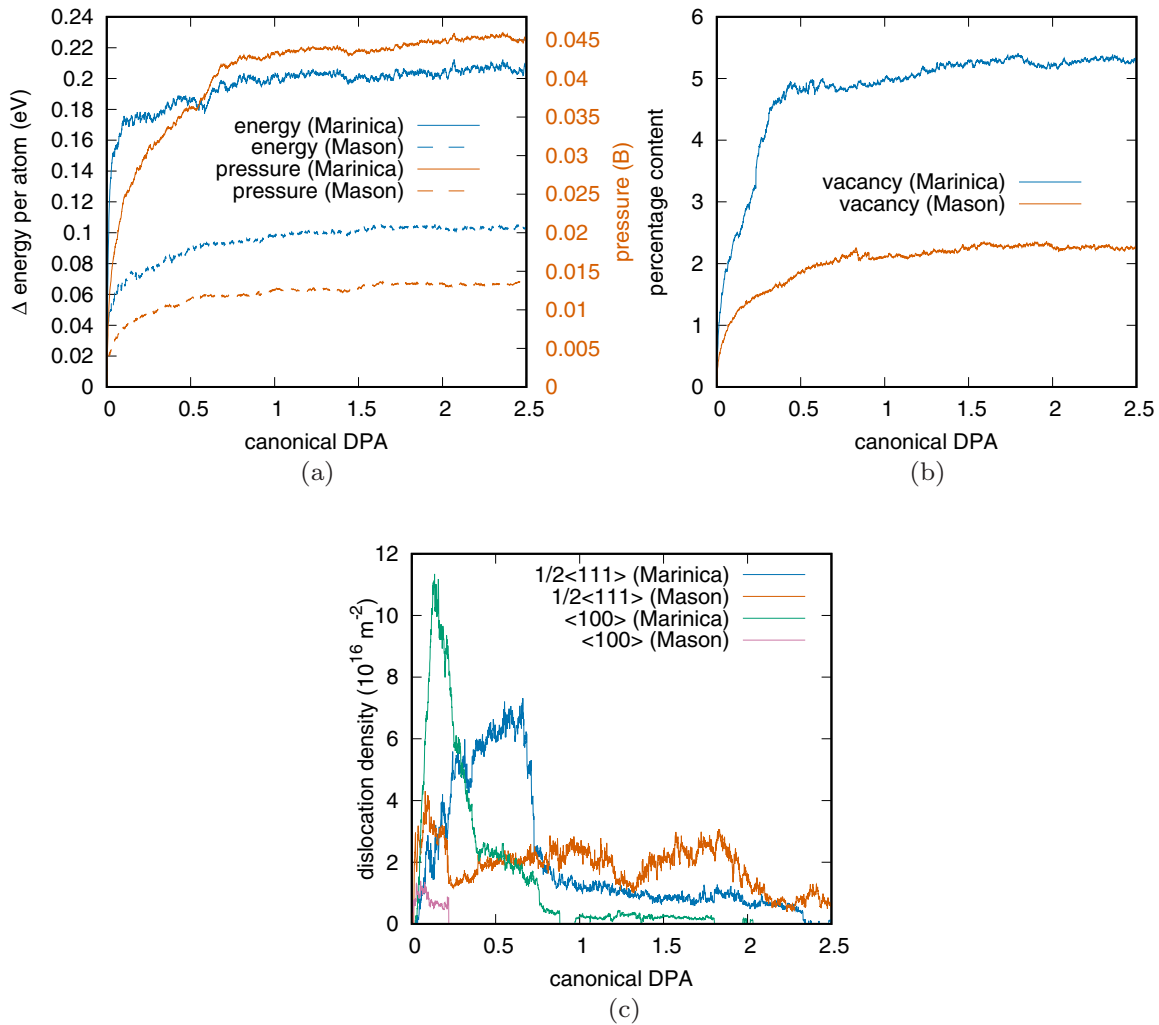 0.24
0.22
0.2
0.18
0.16
0.14
0.12
0.1
0.08
0.06
0.04
0.02
0
Δ energy per atom (eV)
energy (Marinica)
energy (Mason)
pressure (Marinica)
pressure (Mason)
0.045
0.04
0.035
0.03
0.025
0.02
0.015
0.01
0.005
0
pressure (B)
0 0.5 1 1.5 2 2.5
canonical DPA
(a)
6
5
4
3
2
1
0
percentage content
vacancy (Marinica)
vacancy (Mason)
0 0.5 1 1.5 2 2.5
canonical DPA
(b)
12
10
8
6
4
2
0
dislocation density (10¹⁶ m⁻²)
1/2<111> (Marinica)
1/2<111> (Mason)
<100> (Marinica)
<100> (Mason)
0 0.5 1 1.5 2 2.5
canonical DPA
(c)